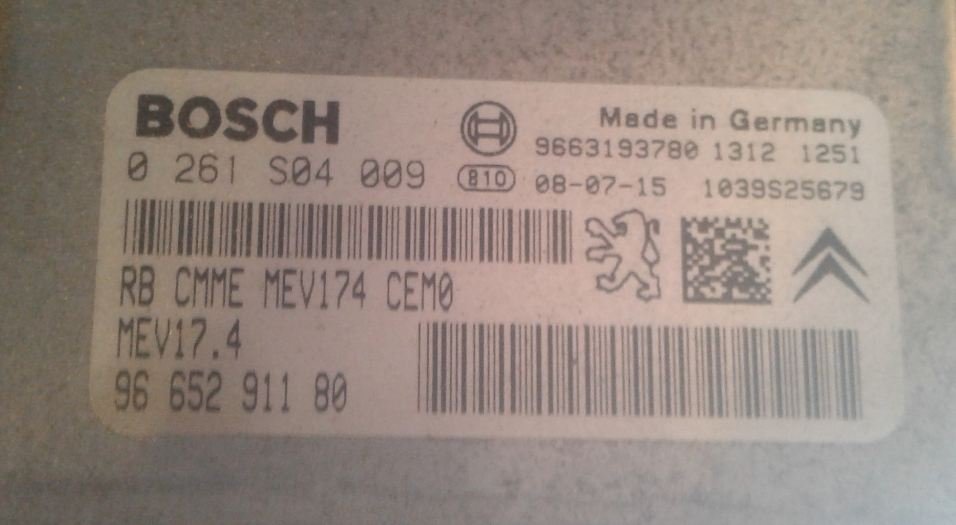 BOSCH
Made in Germany
9663193780 1312 1251
0 261 S04 009
B10
08-07-15 1039S25679
RB CMME MEV174 CEM0
MEV17.4
96 652 911 80